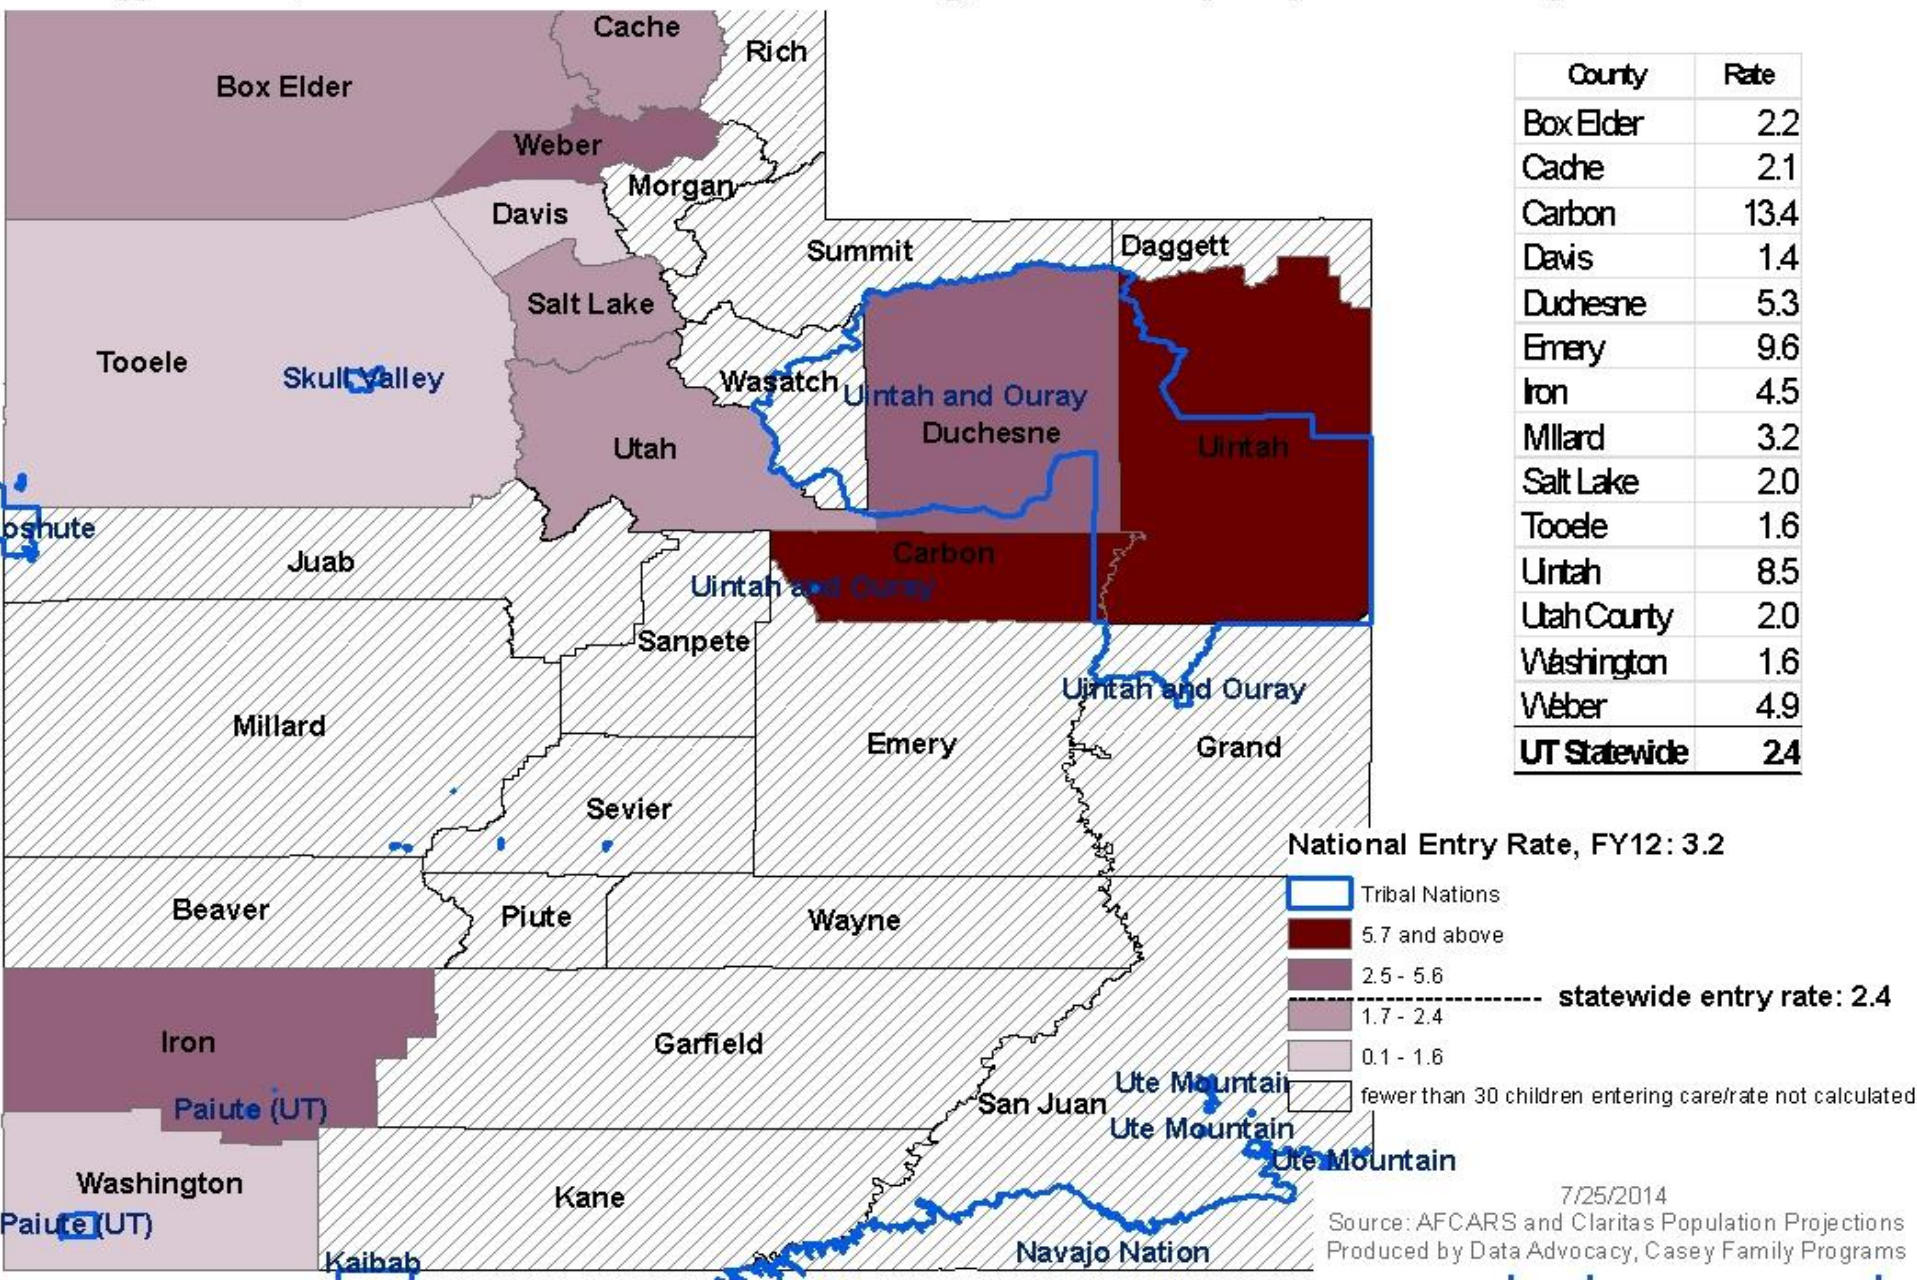 Cache
Rich
Box Elder
Weber
Morgan
Davis
Summit
Daggett
Salt Lake
Tooele
Skull Valley
Wasatch
Uintah and Ouray
Duchesne
Utah
Uintah
oshute
Juab
Carbon
Uintah and Ouray
Sanpete
Uintah and Ouray
Millard
Emery
Grand
Sevier
Beaver
Piute
Wayne
Iron
Garfield
Paiute (UT)
Ute Mountain
San Juan
Ute Mountain
Ute Mountain
Washington
Kane
Paiute (UT)
Kaibab
Navajo Nation
County Rate
Box Elder 2.2
Cache 2.1
Carbon 13.4
Davis 1.4
Duchesne 5.3
Emery 9.6
Iron 4.5
Millard 3.2
Salt Lake 2.0
Tooele 1.6
Uintah 8.5
Utah County 2.0
Washington 1.6
Weber 4.9
UT Statewide 2.4
National Entry Rate, FY12: 3.2
Tribal Nations
5.7 and above
2.5 - 5.6
statewide entry rate: 2.4
1.7 - 2.4
0.1 - 1.6
fewer than 30 children entering care/rate not calculated
7/25/2014
Source: AFCARS and Claritas Population Projections
Produced by Data Advocacy, Casey Family Programs